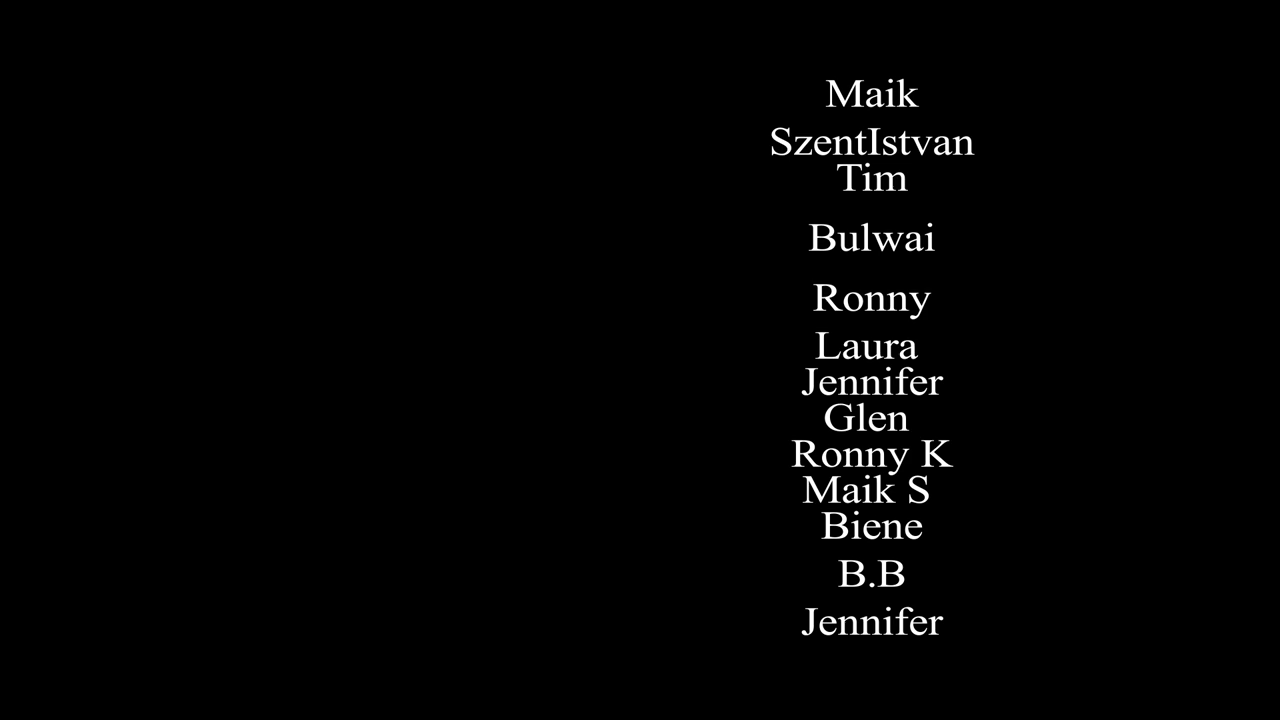 Maik
SzentIstvan
Tim
Bulwai
Ronny
Laura
Jennifer
Glen
Ronny K
Maik S
Biene
B.B
Jennifer